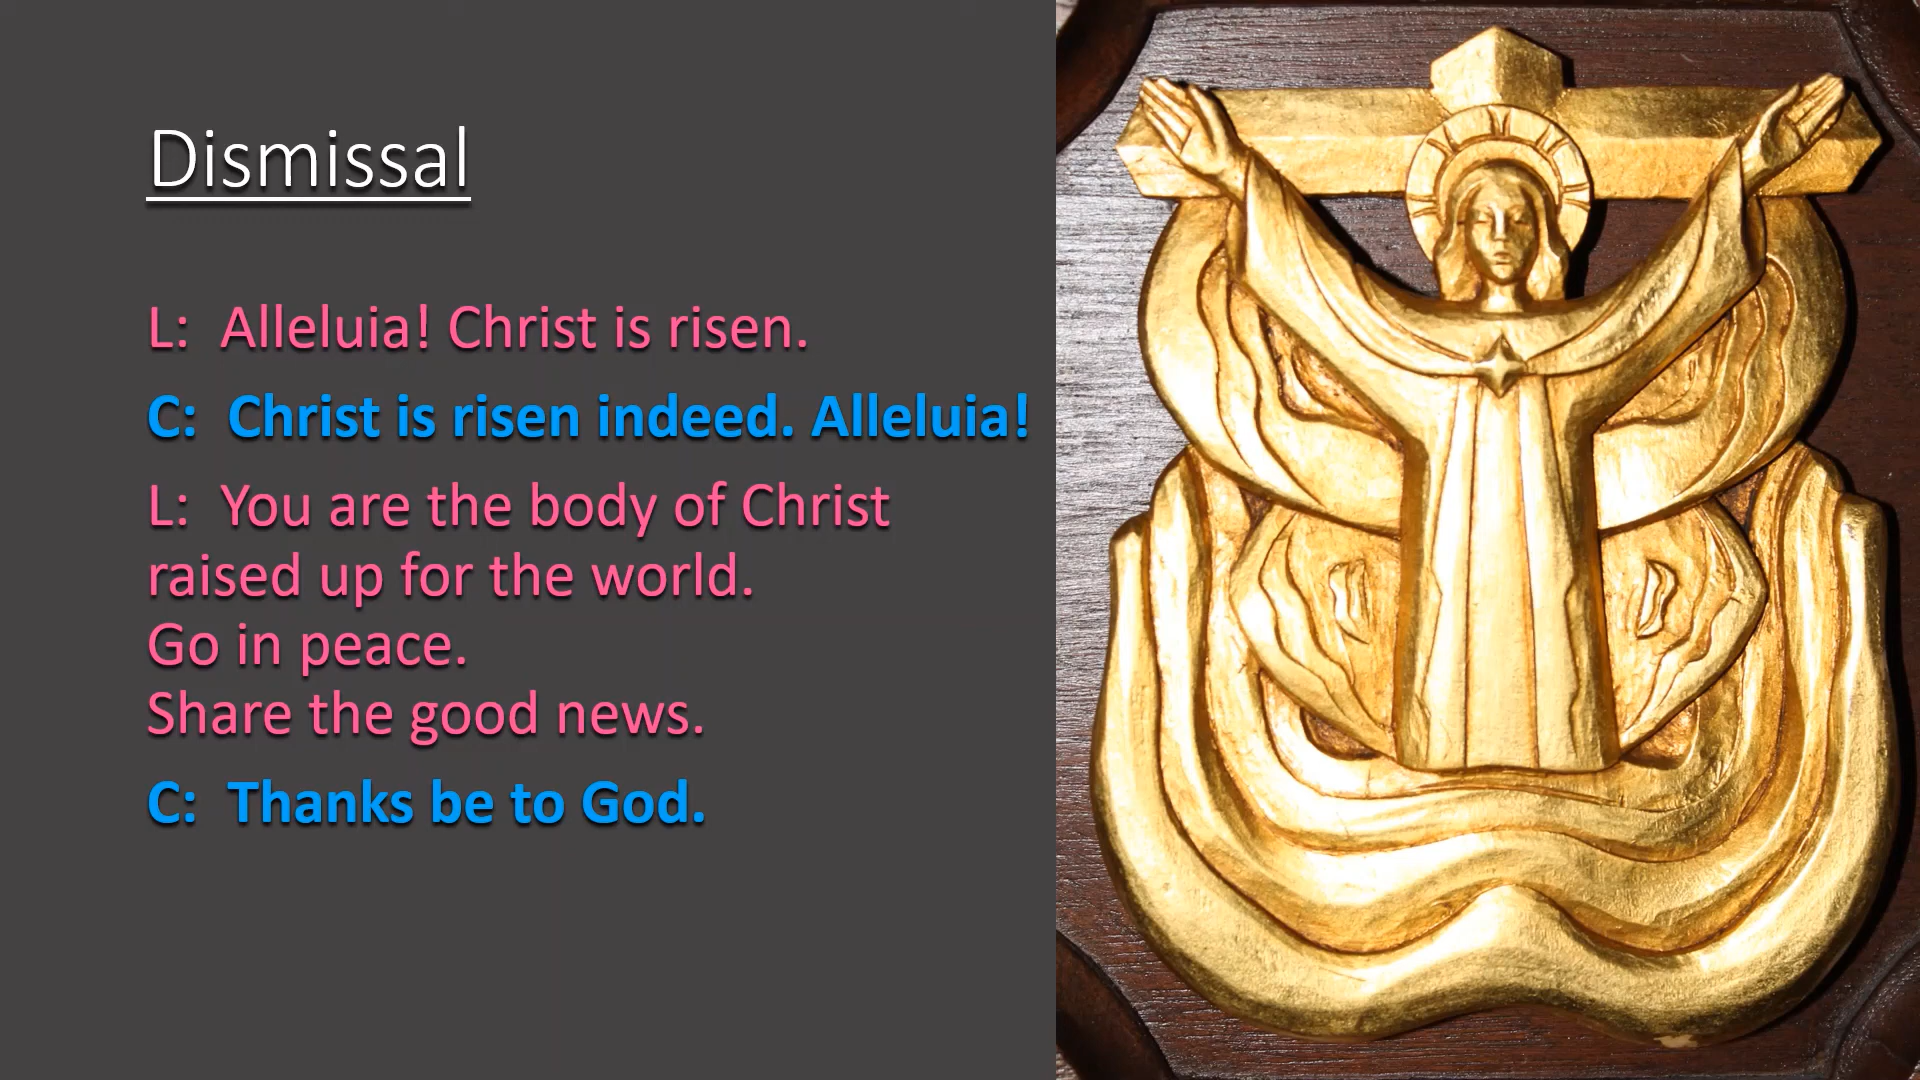 Dismissal
L:  Alleluia! Christ is risen.
C:  Christ is risen indeed. Alleluia!
L:  You are the body of Christ
raised up for the world.
Go in peace.
Share the good news.
C:  Thanks be to God.